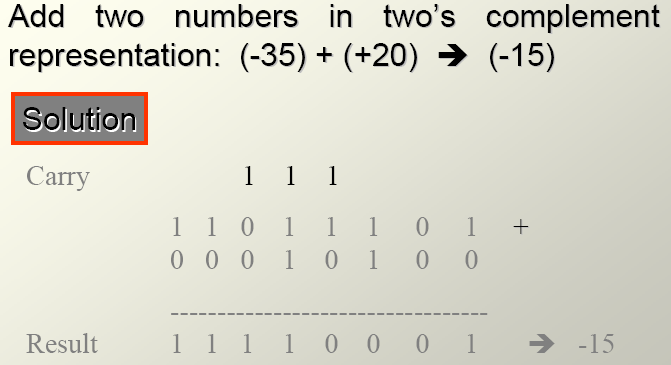 Add two numbers in two's complement
representation: (-35) + (+20) ➔ (-15)
Solution
Carry 1 1 1
1 1 0 1 1 1 0 1 +
0 0 0 1 0 1 0 0
----------------------------------
Result 1 1 1 1 0 0 0 1 ➔ -15